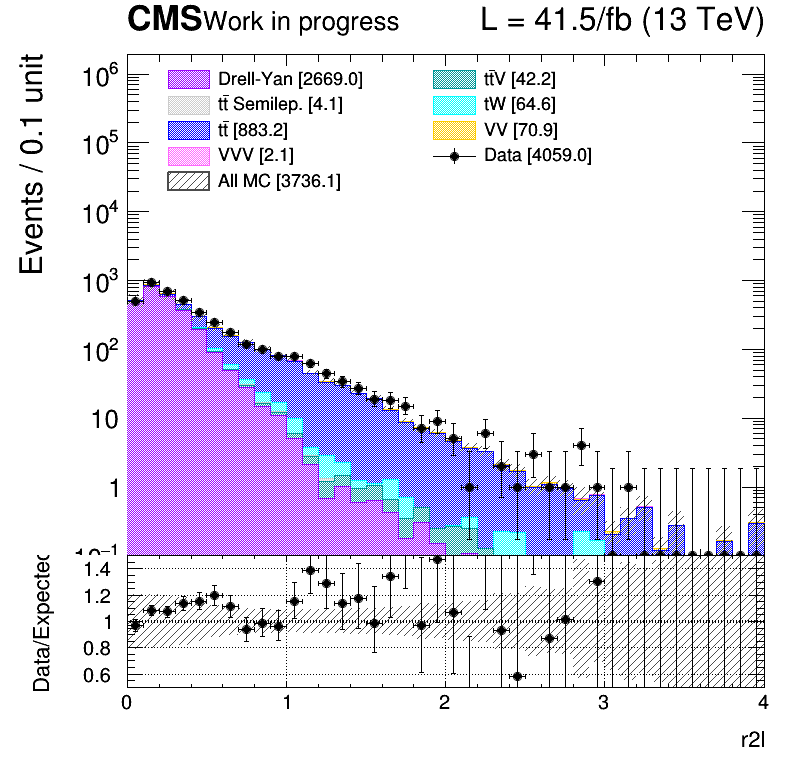 CMS Work in progress L = 41.5/fb (13 TeV)
Events / 0.1 unit
10⁶
10⁵
10⁴
10³
10²
10
1
10⁻¹
Drell-Yan [2669.0]
tt̄ Semilep. [4.1]
tt̄ [883.2]
VVV [2.1]
All MC [3736.1]
tt̄V [42.2]
tW [64.6]
VV [70.9]
Data [4059.0]
Data/Expected
1.4
1.2
1
0.8
0.6
0 1 2 3 4
r2l